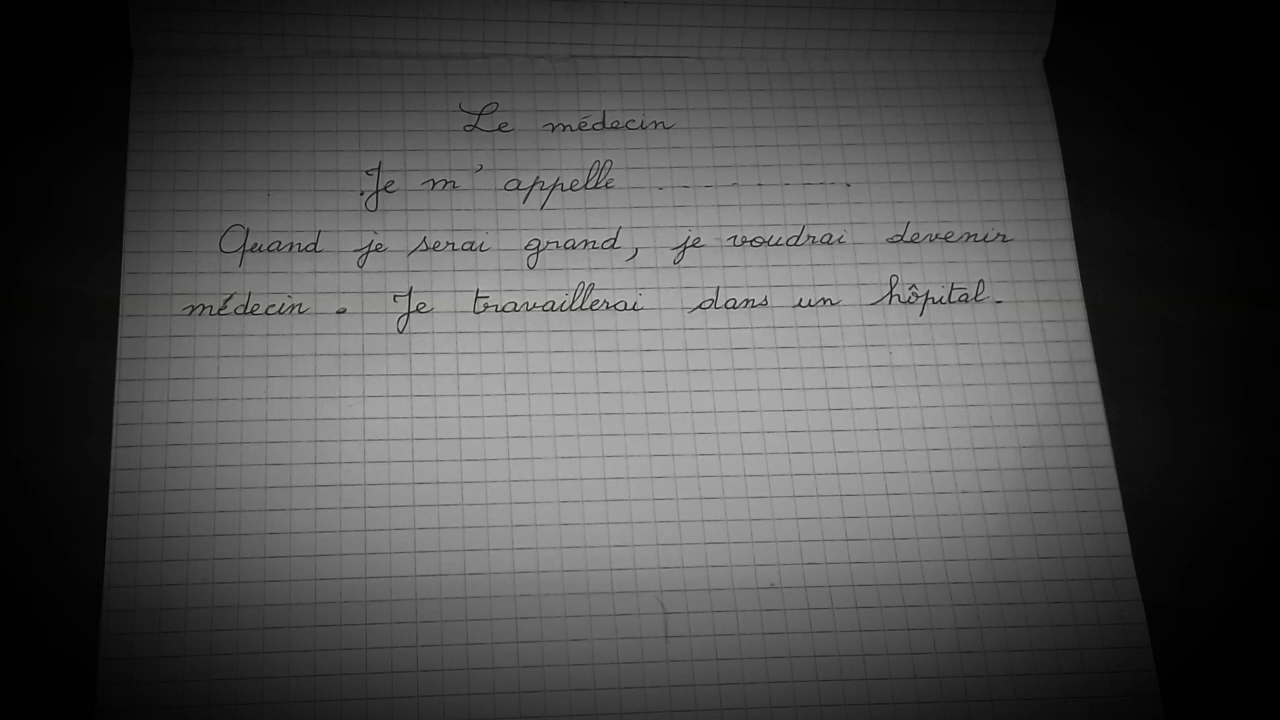 Le médecin
Je m'appelle ............
Quand je serai grand, je voudrai devenir
médecin. Je travaillerai dans un hôpital.